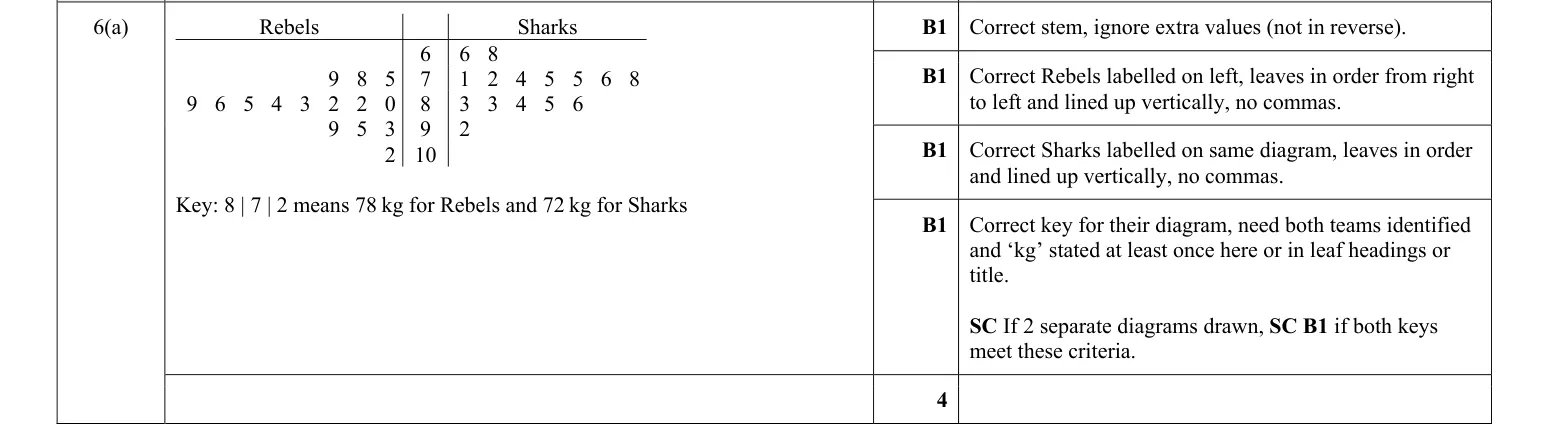 6(a)
Rebels Sharks
6 6 8
9 8 5 7 1 2 4 5 5 6 8
9 6 5 4 3 2 2 0 8 3 3 4 5 6
9 5 3 9 2
2 10
Key: 8 | 7 | 2 means 78 kg for Rebels and 72 kg for Sharks
B1 Correct stem, ignore extra values (not in reverse).
B1 Correct Rebels labelled on left, leaves in order from right
to left and lined up vertically, no commas.
B1 Correct Sharks labelled on same diagram, leaves in order
and lined up vertically, no commas.
B1 Correct key for their diagram, need both teams identified
and ‘kg’ stated at least once here or in leaf headings or
title.
SC If 2 separate diagrams drawn, SC B1 if both keys
meet these criteria.
4